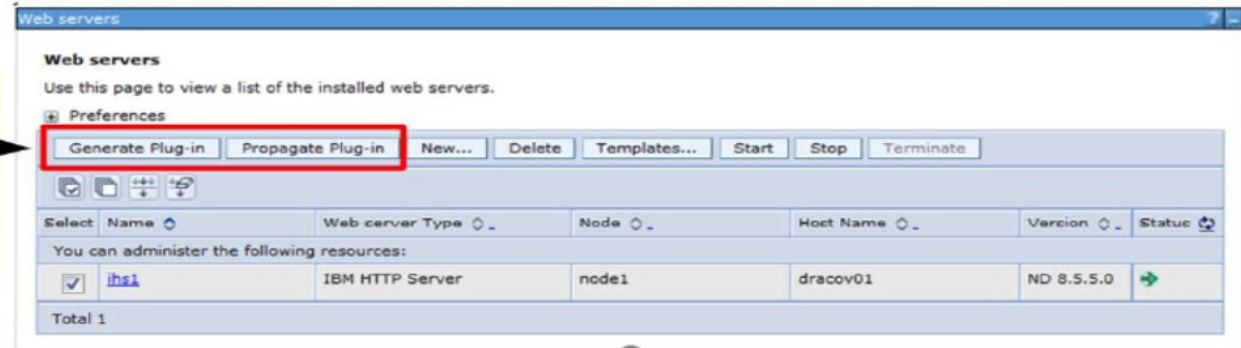 Web servers ? -
Web servers
Use this page to view a list of the installed web servers.
+ Preferences
Generate Plug-in Propagate Plug-in New... Delete Templates... Start Stop Terminate
Select Name Web server Type Node Host Name Version Status
You can administer the following resources:
ihs1 IBM HTTP Server node1 dracov01 ND 8.5.5.0
Total 1